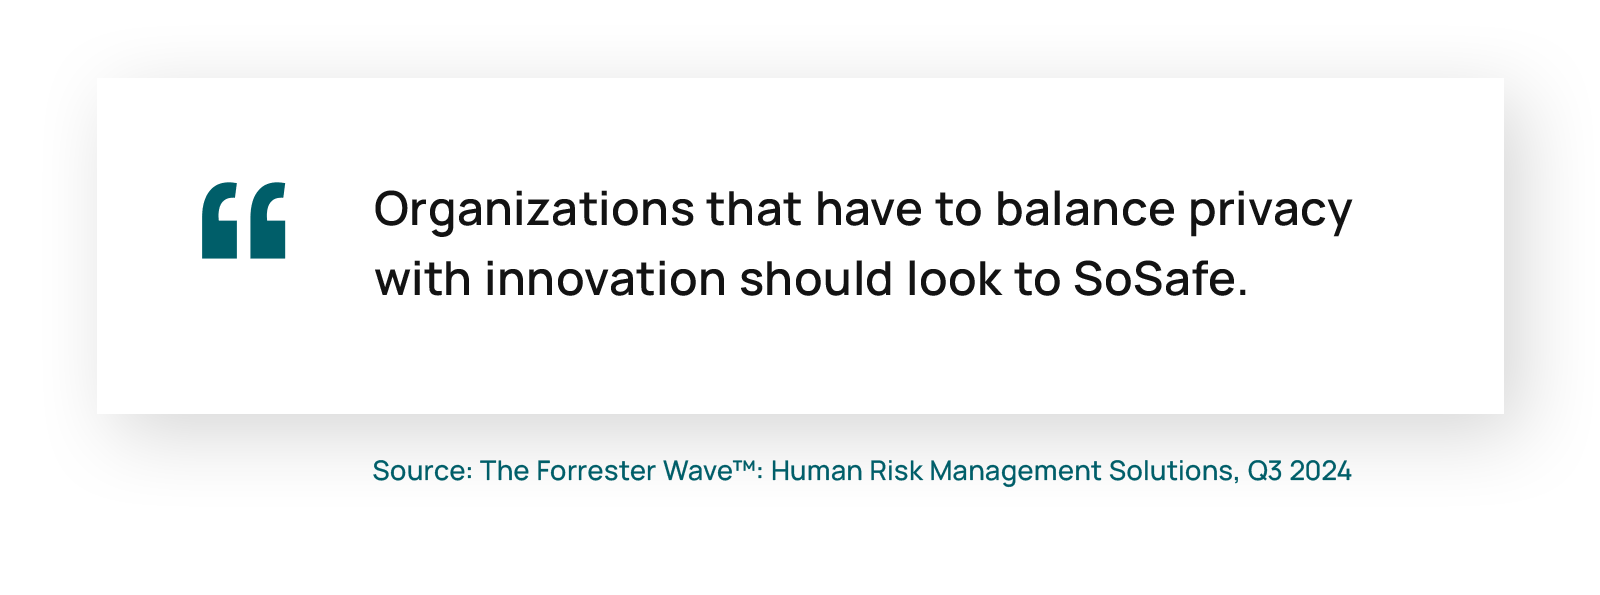 “
Organizations that have to balance privacy
with innovation should look to SoSafe.
Source: The Forrester Wave™: Human Risk Management Solutions, Q3 2024